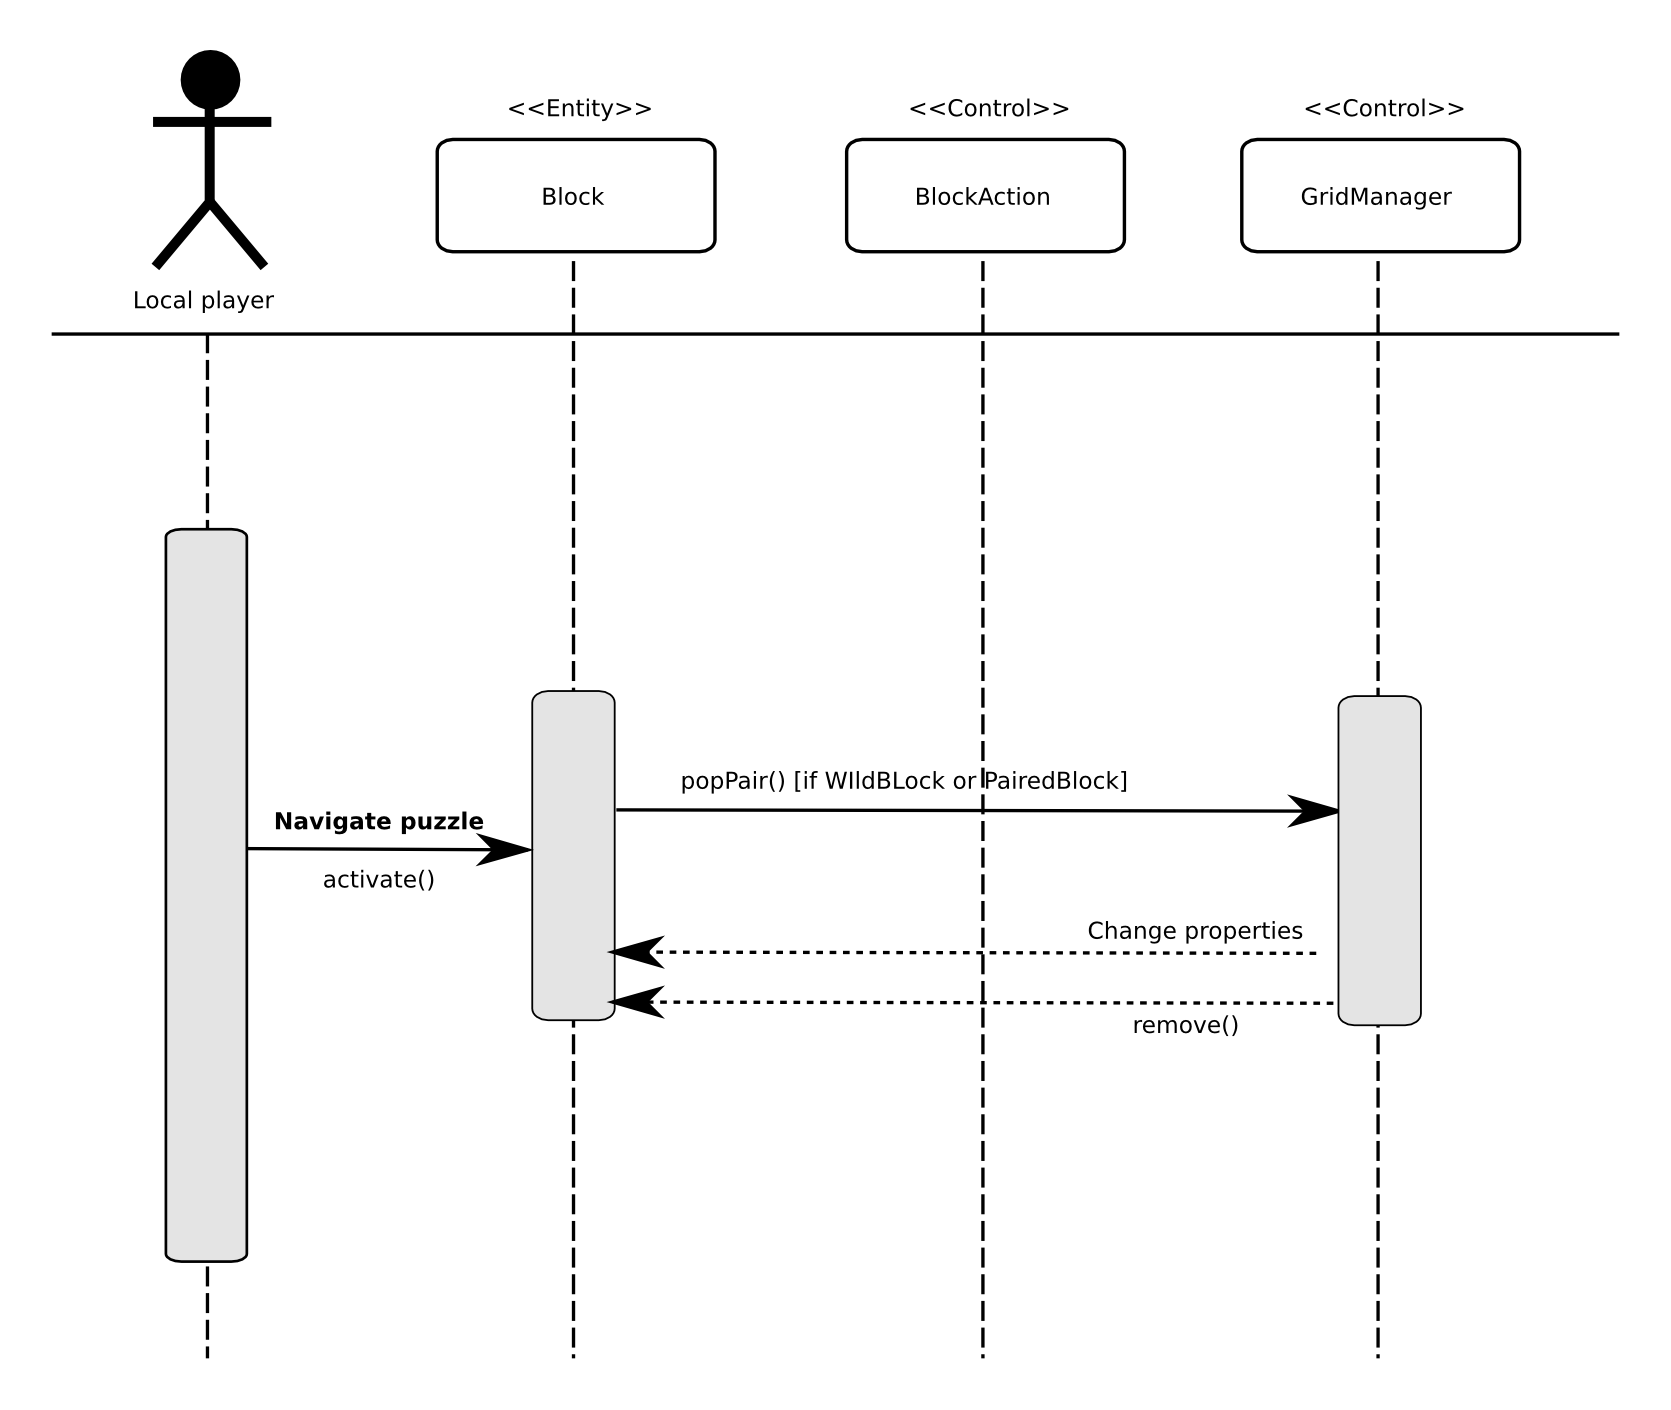 <<Entity>>
<<Control>>
<<Control>>
Block
BlockAction
GridManager
Local player
popPair() [if WIldBLock or PairedBlock]
Navigate puzzle
activate()
Change properties
remove()